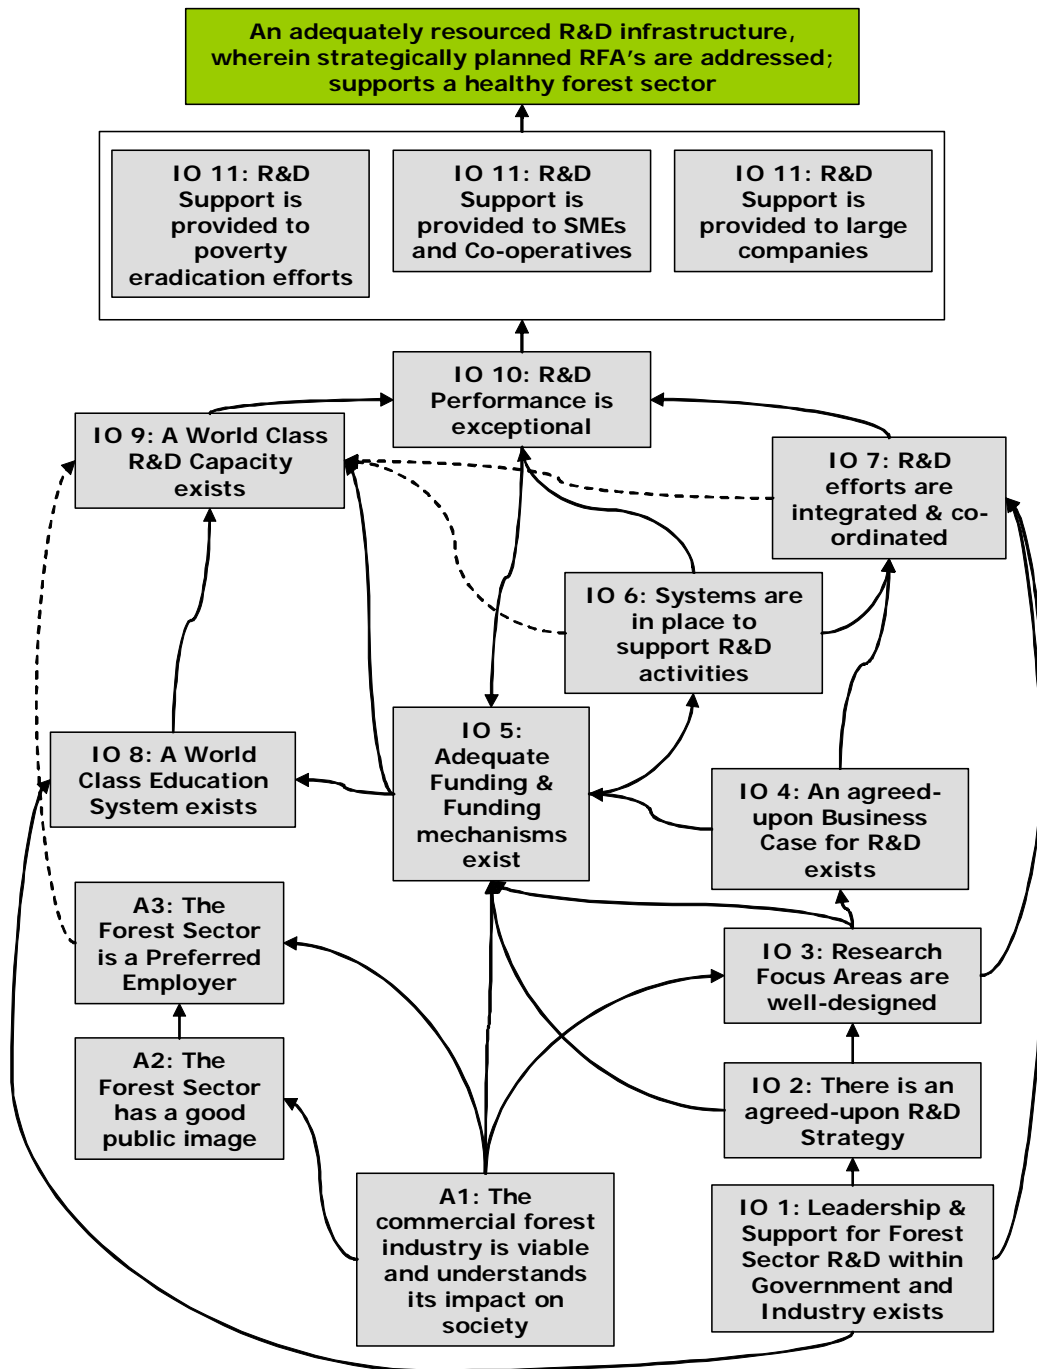 An adequately resourced R&D infrastructure,
wherein strategically planned RFA's are addressed;
supports a healthy forest sector
IO 11: R&D
Support is
provided to
poverty
eradication efforts
IO 11: R&D
Support is
provided to SMEs
and Co-operatives
IO 11: R&D
Support is
provided to large
companies
IO 10: R&D
Performance is
exceptional
IO 9: A World Class
R&D Capacity
exists
IO 7: R&D
efforts are
integrated & co-
ordinated
IO 6: Systems are
in place to
support R&D
activities
IO 5:
Adequate
Funding &
Funding
mechanisms
exist
IO 8: A World
Class Education
System exists
IO 4: An agreed-
upon Business
Case for R&D
exists
A3: The
Forest Sector
is a Preferred
Employer
IO 3: Research
Focus Areas are
well-designed
A2: The
Forest Sector
has a good
public image
IO 2: There is an
agreed-upon R&D
Strategy
A1: The
commercial forest
industry is viable
and understands
its impact on
society
IO 1: Leadership &
Support for Forest
Sector R&D within
Government and
Industry exists